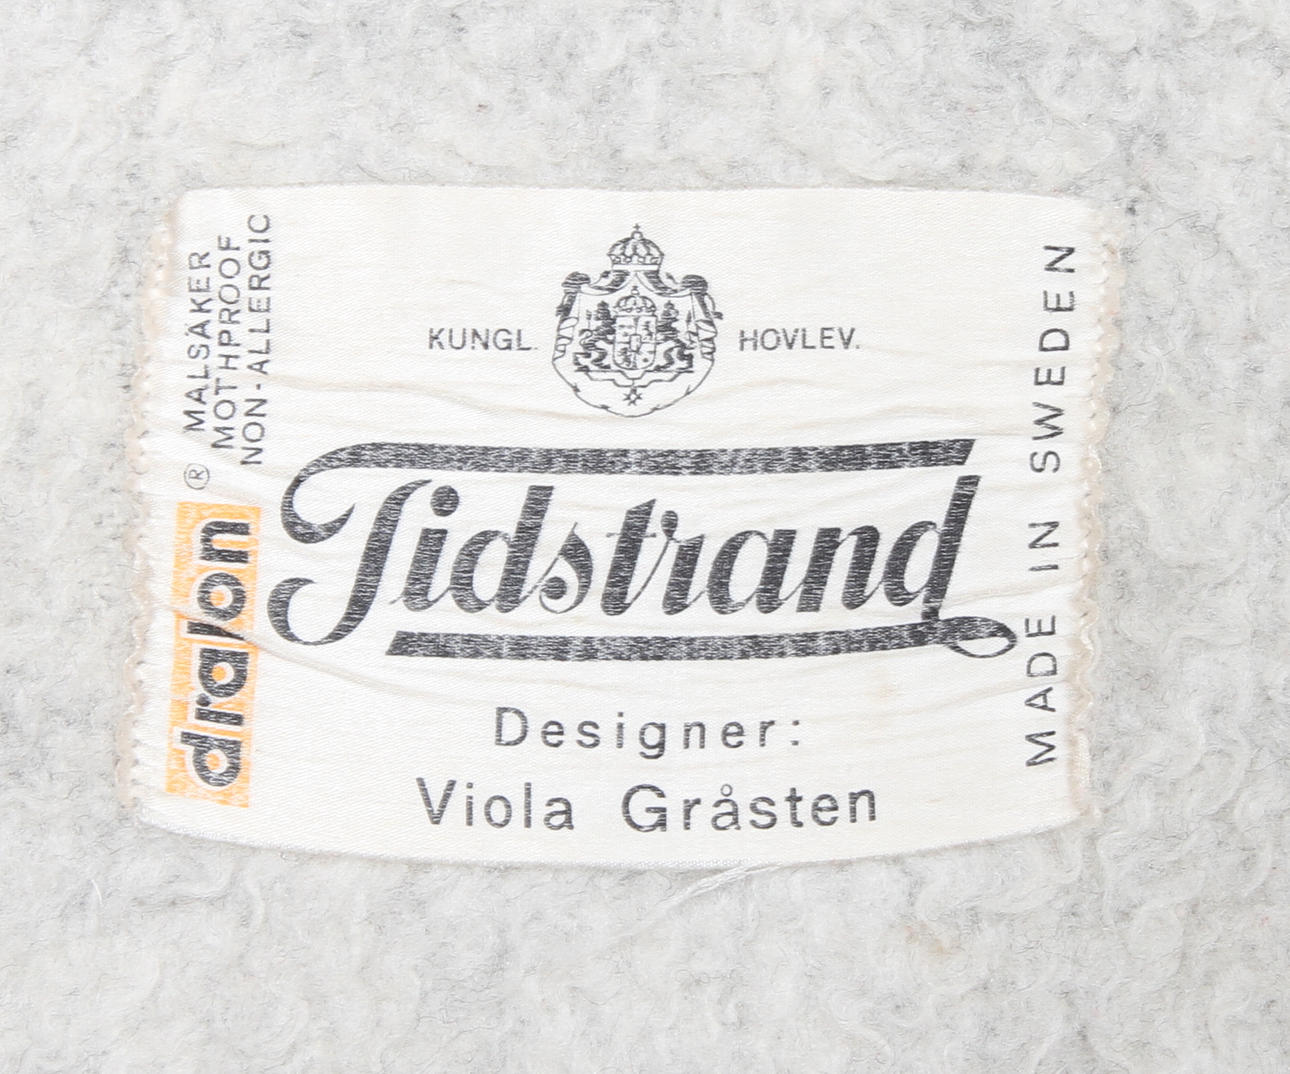 KUNGL. HOVLEV.
Tidstrand
Designer:
Viola Gråsten
dralon ®
MALSÄKER
MOTHPROOF
NON-ALLERGIC
MADE IN SWEDEN